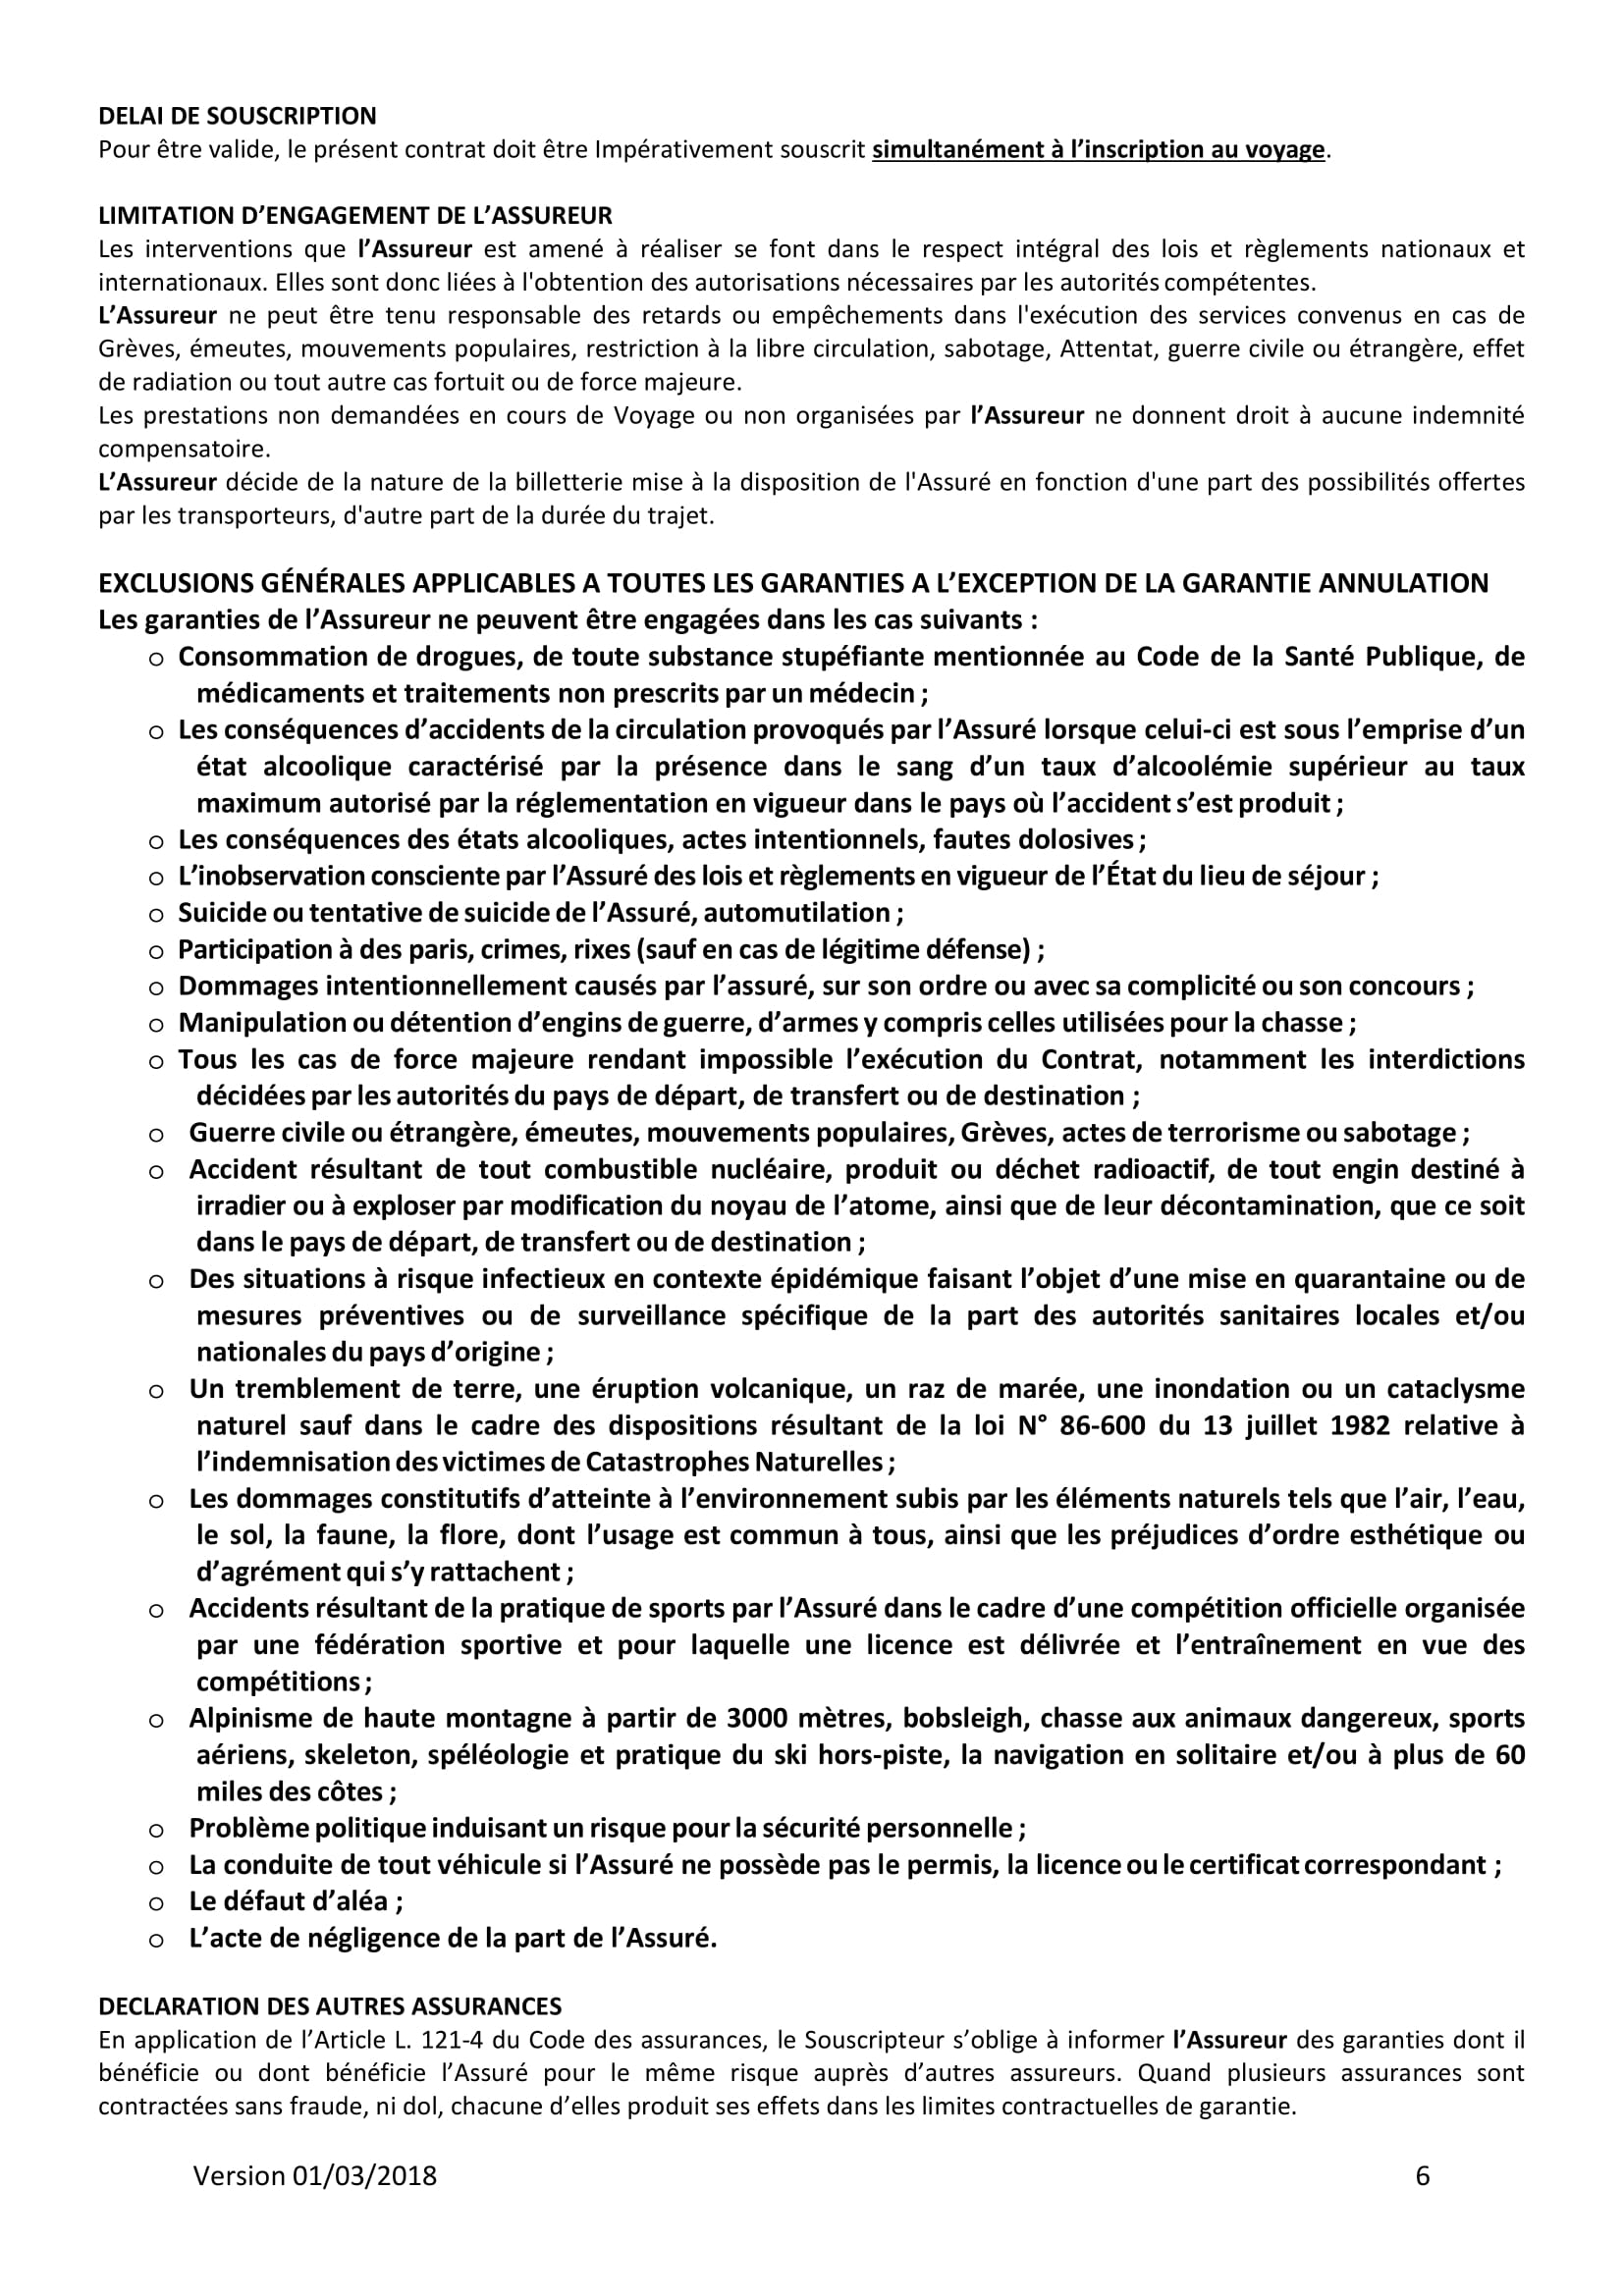 DELAI DE SOUSCRIPTION
Pour être valide, le présent contrat doit être Impérativement souscrit simultanément à l’inscription au voyage.
LIMITATION D’ENGAGEMENT DE L’ASSUREUR
Les interventions que l’Assureur est amené à réaliser se font dans le respect intégral des lois et règlements nationaux et
internationaux. Elles sont donc liées à l'obtention des autorisations nécessaires par les autorités compétentes.
L’Assureur ne peut être tenu responsable des retards ou empêchements dans l'exécution des services convenus en cas de
Grèves, émeutes, mouvements populaires, restriction à la libre circulation, sabotage, Attentat, guerre civile ou étrangère, effet
de radiation ou tout autre cas fortuit ou de force majeure.
Les prestations non demandées en cours de Voyage ou non organisées par l’Assureur ne donnent droit à aucune indemnité
compensatoire.
L’Assureur décide de la nature de la billetterie mise à la disposition de l'Assuré en fonction d'une part des possibilités offertes
par les transporteurs, d'autre part de la durée du trajet.
EXCLUSIONS GÉNÉRALES APPLICABLES A TOUTES LES GARANTIES A L’EXCEPTION DE LA GARANTIE ANNULATION
Les garanties de l’Assureur ne peuvent être engagées dans les cas suivants :
o Consommation de drogues, de toute substance stupéfiante mentionnée au Code de la Santé Publique, de
médicaments et traitements non prescrits par un médecin ;
o Les conséquences d’accidents de la circulation provoqués par l’Assuré lorsque celui-ci est sous l’emprise d’un
état alcoolique caractérisé par la présence dans le sang d’un taux d’alcoolémie supérieur au taux
maximum autorisé par la réglementation en vigueur dans le pays où l’accident s’est produit ;
o Les conséquences des états alcooliques, actes intentionnels, fautes dolosives ;
o L’inobservation consciente par l’Assuré des lois et règlements en vigueur de l’État du lieu de séjour ;
o Suicide ou tentative de suicide de l’Assuré, automutilation ;
o Participation à des paris, crimes, rixes (sauf en cas de légitime défense) ;
o Dommages intentionnellement causés par l’assuré, sur son ordre ou avec sa complicité ou son concours ;
o Manipulation ou détention d’engins de guerre, d’armes y compris celles utilisées pour la chasse ;
o Tous les cas de force majeure rendant impossible l’exécution du Contrat, notamment les interdictions
décidées par les autorités du pays de départ, de transfert ou de destination ;
o Guerre civile ou étrangère, émeutes, mouvements populaires, Grèves, actes de terrorisme ou sabotage ;
o Accident résultant de tout combustible nucléaire, produit ou déchet radioactif, de tout engin destiné à
irradier ou à exploser par modification du noyau de l’atome, ainsi que de leur décontamination, que ce soit
dans le pays de départ, de transfert ou de destination ;
o Des situations à risque infectieux en contexte épidémique faisant l’objet d’une mise en quarantaine ou de
mesures préventives ou de surveillance spécifique de la part des autorités sanitaires locales et/ou
nationales du pays d’origine ;
o Un tremblement de terre, une éruption volcanique, un raz de marée, une inondation ou un cataclysme
naturel sauf dans le cadre des dispositions résultant de la loi N° 86-600 du 13 juillet 1982 relative à
l’indemnisation des victimes de Catastrophes Naturelles ;
o Les dommages constitutifs d’atteinte à l’environnement subis par les éléments naturels tels que l’air, l’eau,
le sol, la faune, la flore, dont l’usage est commun à tous, ainsi que les préjudices d’ordre esthétique ou
d’agrément qui s’y rattachent ;
o Accidents résultant de la pratique de sports par l’Assuré dans le cadre d’une compétition officielle organisée
par une fédération sportive et pour laquelle une licence est délivrée et l’entraînement en vue des
compétitions ;
o Alpinisme de haute montagne à partir de 3000 mètres, bobsleigh, chasse aux animaux dangereux, sports
aériens, skeleton, spéléologie et pratique du ski hors-piste, la navigation en solitaire et/ou à plus de 60
miles des côtes ;
o Problème politique induisant un risque pour la sécurité personnelle ;
o La conduite de tout véhicule si l’Assuré ne possède pas le permis, la licence ou le certificat correspondant ;
o Le défaut d’aléa ;
o L’acte de négligence de la part de l’Assuré.
DECLARATION DES AUTRES ASSURANCES
En application de l’Article L. 121-4 du Code des assurances, le Souscripteur s’oblige à informer l’Assureur des garanties dont il
bénéficie ou dont bénéficie l’Assuré pour le même risque auprès d’autres assureurs. Quand plusieurs assurances sont
contractées sans fraude, ni dol, chacune d’elles produit ses effets dans les limites contractuelles de garantie.
Version 01/03/2018 6